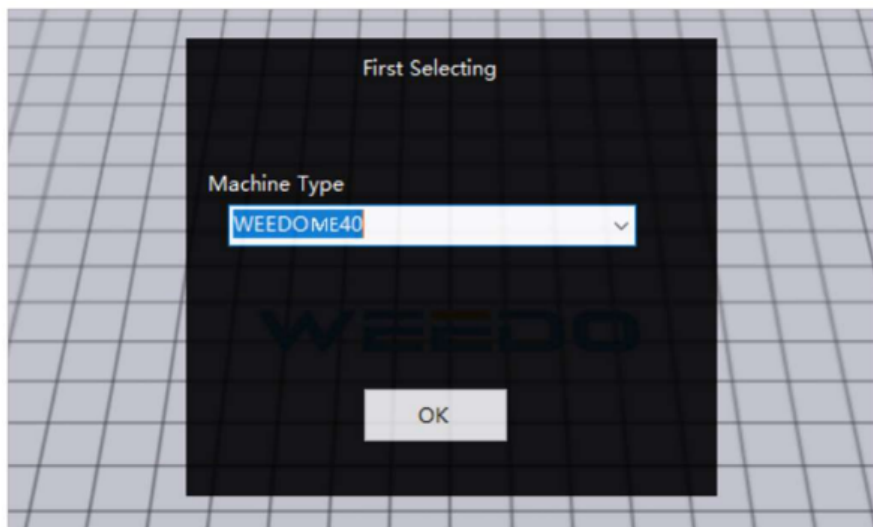 First Selecting
Machine Type
WEEDOME40
WEEDO
OK